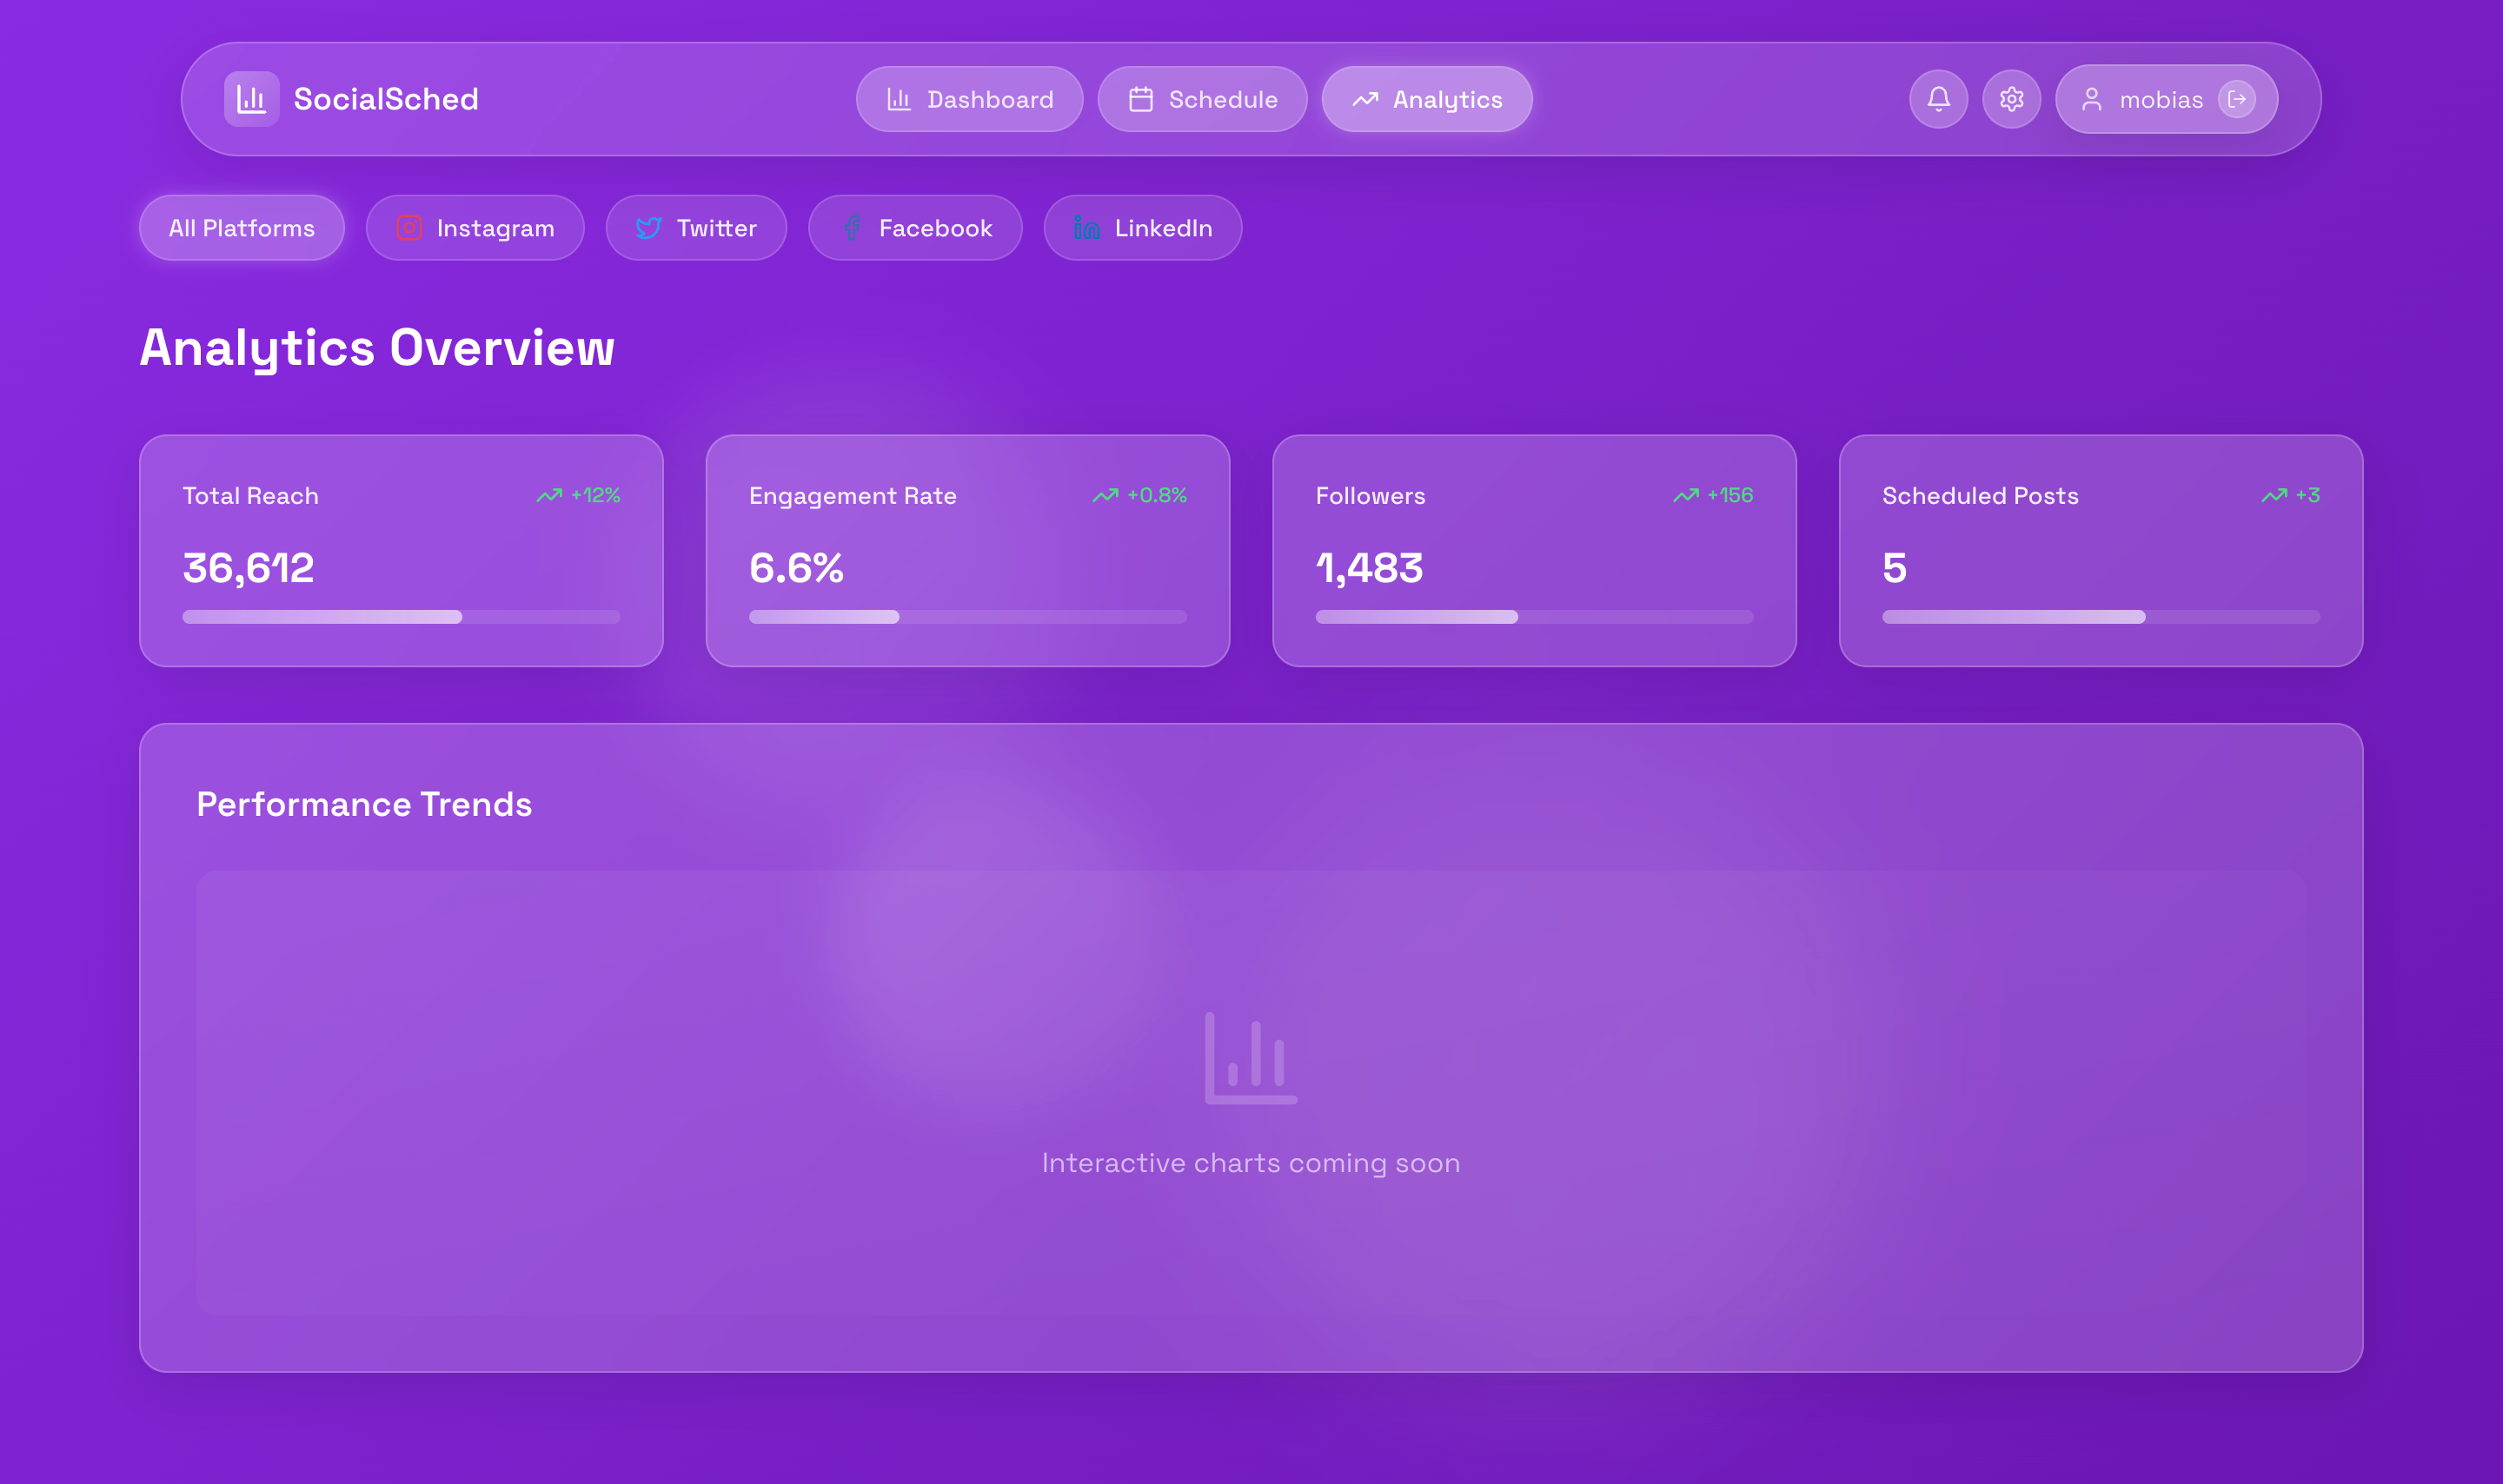 SocialSched
Dashboard
Schedule
Analytics
mobias
All Platforms
Instagram
Twitter
Facebook
LinkedIn
Analytics Overview
Total Reach
+12%
36,612
Engagement Rate
+0.8%
6.6%
Followers
+156
1,483
Scheduled Posts
+3
5
Performance Trends
Interactive charts coming soon